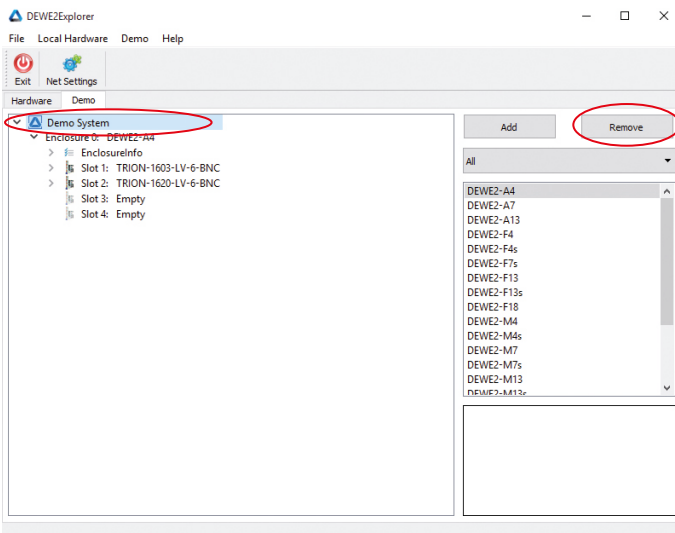 DEWE2Explorer
File Local Hardware Demo Help
Exit Net Settings
Hardware Demo
Demo System
Enclosure 0: DEWE2-A4
EnclosureInfo
Slot 1: TRION-1603-LV-6-BNC
Slot 2: TRION-1620-LV-6-BNC
Slot 3: Empty
Slot 4: Empty
Add Remove
All
DEWE2-A4
DEWE2-A7
DEWE2-A13
DEWE2-F4
DEWE2-F4s
DEWE2-F7s
DEWE2-F13
DEWE2-F13s
DEWE2-F18
DEWE2-M4
DEWE2-M4s
DEWE2-M7
DEWE2-M7s
DEWE2-M13
DEWE2-M13s